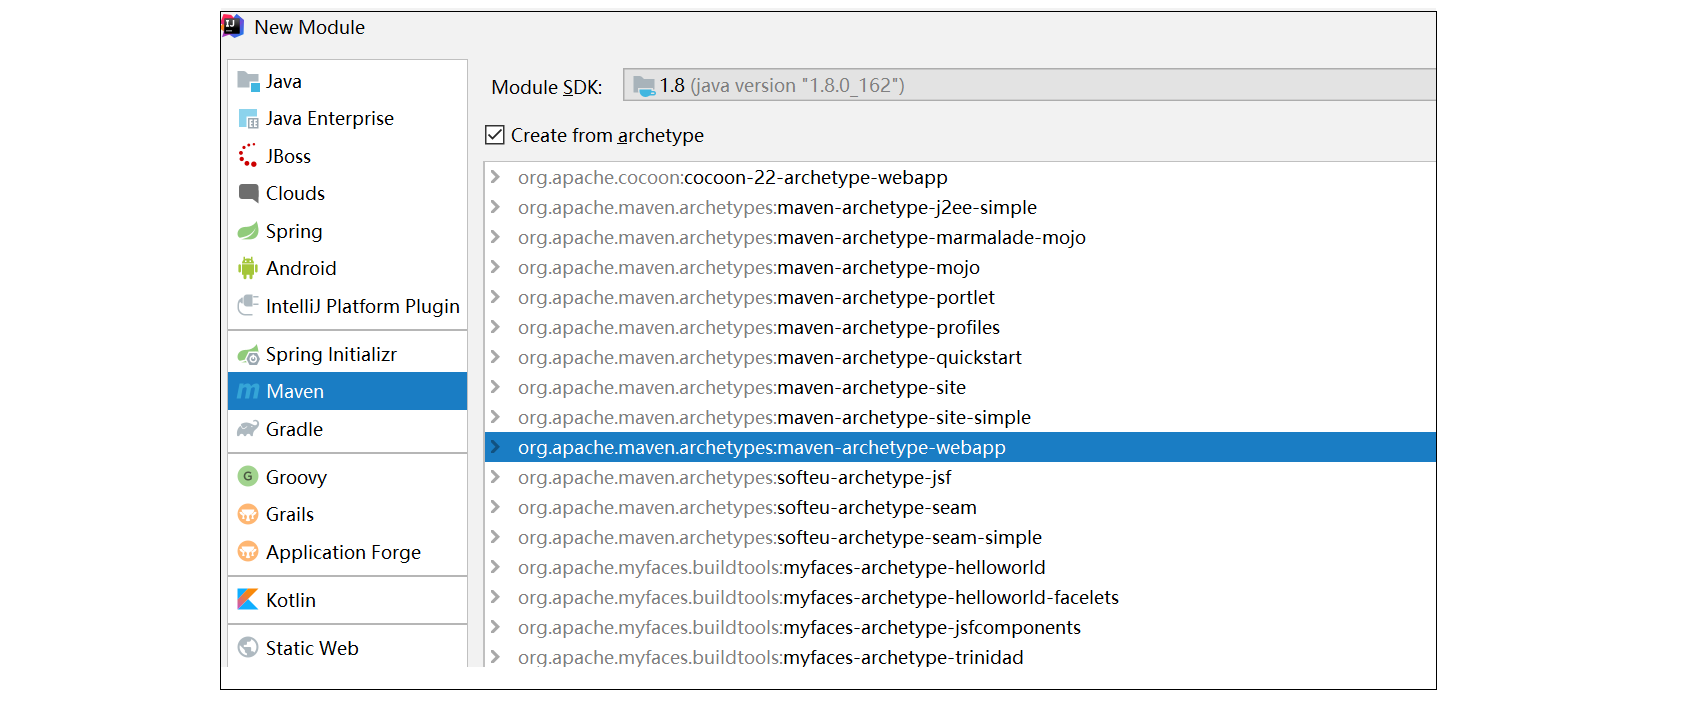 New Module
Java
Java Enterprise
JBoss
Clouds
Spring
Android
IntelliJ Platform Plugin
Spring Initializr
Maven
Gradle
Groovy
Grails
Application Forge
Kotlin
Static Web
Module SDK: 1.8 (java version "1.8.0_162")
Create from archetype
org.apache.cocoon:cocoon-22-archetype-webapp
org.apache.maven.archetypes:maven-archetype-j2ee-simple
org.apache.maven.archetypes:maven-archetype-marmalade-mojo
org.apache.maven.archetypes:maven-archetype-mojo
org.apache.maven.archetypes:maven-archetype-portlet
org.apache.maven.archetypes:maven-archetype-profiles
org.apache.maven.archetypes:maven-archetype-quickstart
org.apache.maven.archetypes:maven-archetype-site
org.apache.maven.archetypes:maven-archetype-site-simple
org.apache.maven.archetypes:maven-archetype-webapp
org.apache.maven.archetypes:softeu-archetype-jsf
org.apache.maven.archetypes:softeu-archetype-seam
org.apache.maven.archetypes:softeu-archetype-seam-simple
org.apache.myfaces.buildtools:myfaces-archetype-helloworld
org.apache.myfaces.buildtools:myfaces-archetype-helloworld-facelets
org.apache.myfaces.buildtools:myfaces-archetype-jsfcomponents
org.apache.myfaces.buildtools:myfaces-archetype-trinidad